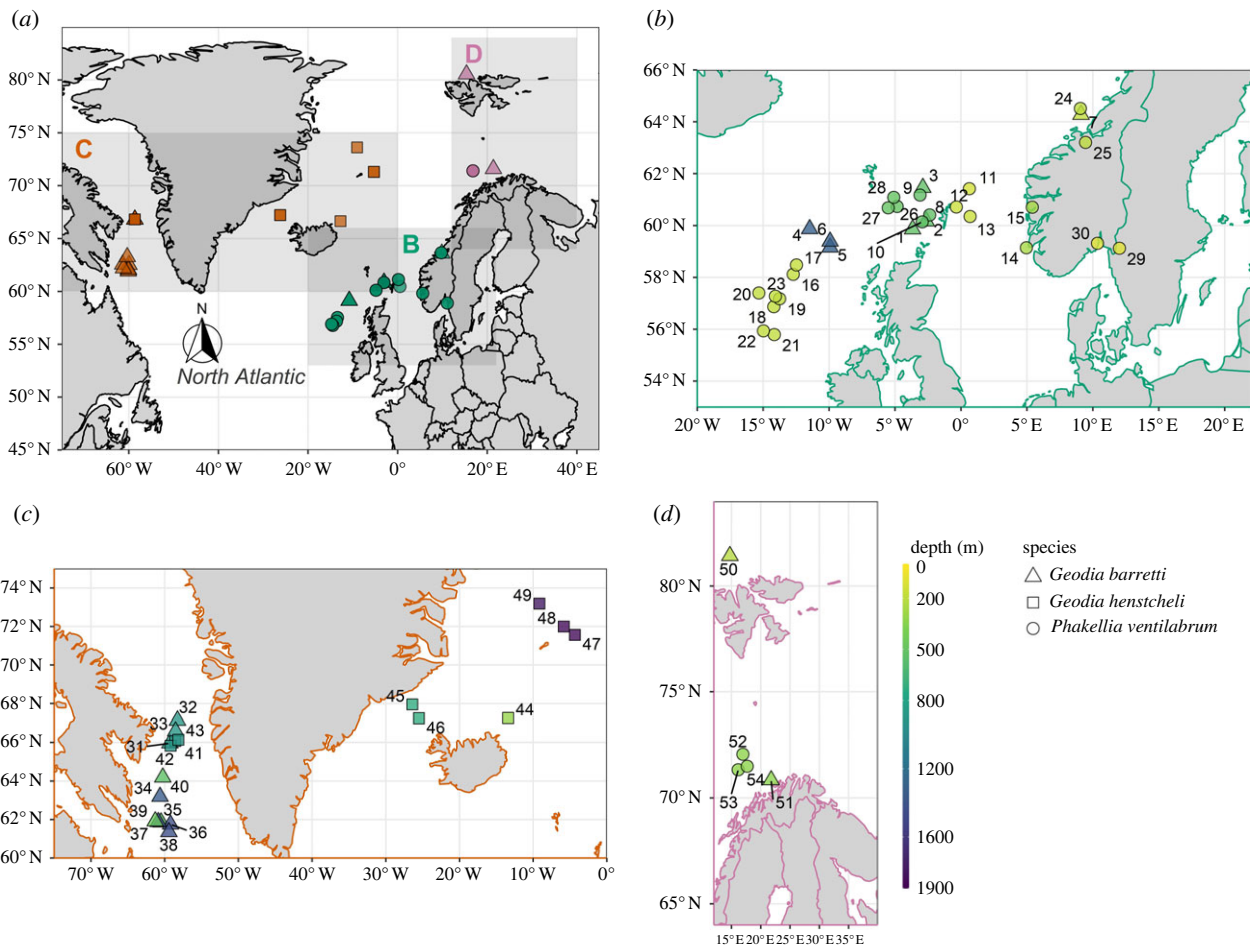 (a)
80° N
75° N
70° N
65° N
60° N
55° N
50° N
45° N
60° W
40° W
20° W
0°
20° E
40° E
C
D
B
N
North Atlantic
(b)
66° N
64° N
62° N
60° N
58° N
56° N
54° N
20° W
15° W
10° W
5° W
0°
5° E
10° E
15° E
20° E
24
7
25
3
11
28
9
12
8
15
27
26
13
4
6
1
2
30
5
10
14
29
17
23
16
20
19
18
22
21
(c)
74° N
72° N
70° N
68° N
66° N
64° N
62° N
60° N
70° W
60° W
50° W
40° W
30° W
20° W
10° W
0°
49
48
47
45
44
46
32
33
43
31
41
42
34
40
39
35
37
36
38
(d)
80° N
75° N
70° N
65° N
15° E
20° E
25° E
30° E
35° E
50
52
54
53
51
depth (m)
0
200
500
800
1200
1600
1900
species
Geodia barretti
Geodia henstcheli
Phakellia ventilabrum